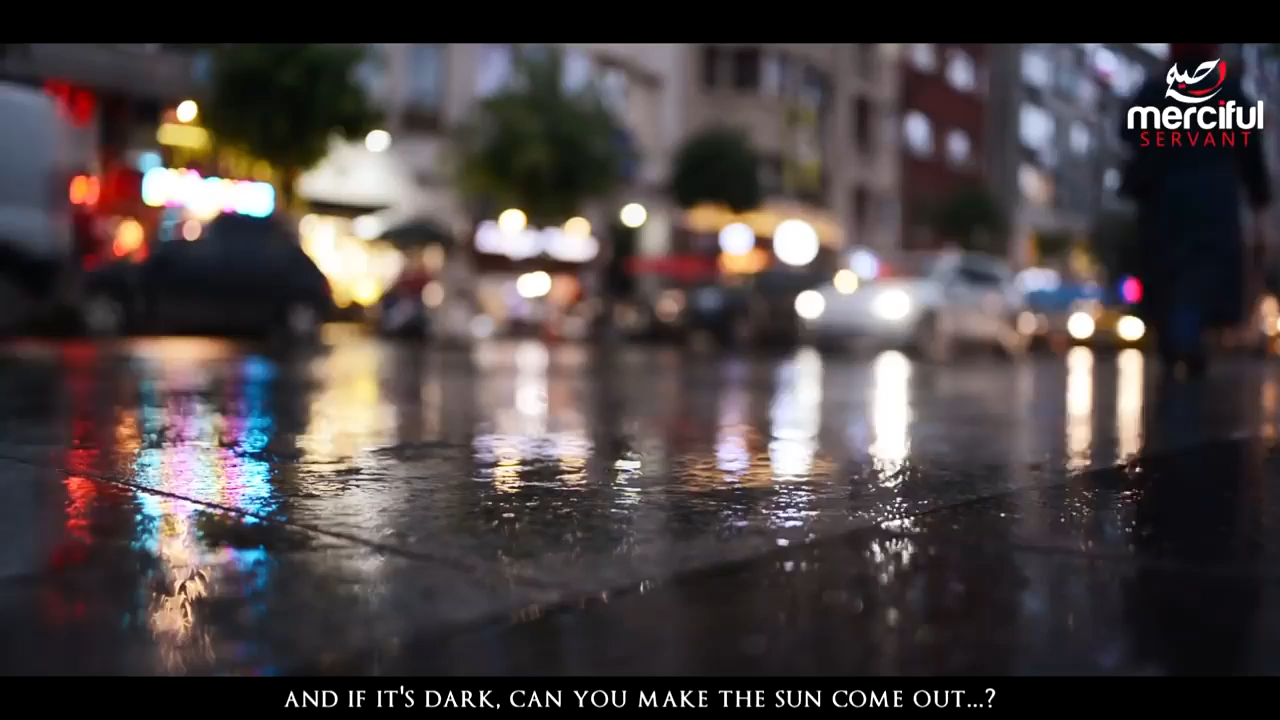 merciful
SERVANT
AND IF IT'S DARK, CAN YOU MAKE THE SUN COME OUT...?